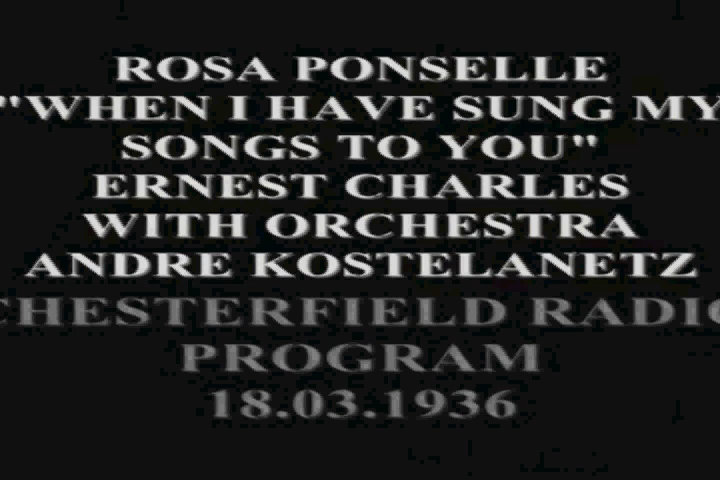 ROSA PONSELLE
"WHEN I HAVE SUNG MY
SONGS TO YOU"
ERNEST CHARLES
WITH ORCHESTRA
ANDRE KOSTELANETZ
CHESTERFIELD RADIO
PROGRAM
18.03.1936